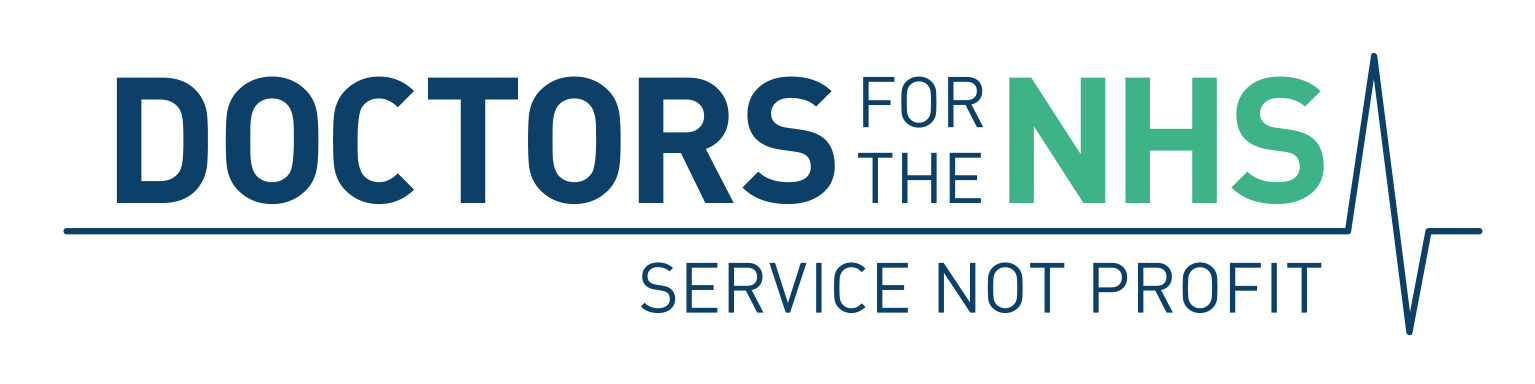 DOCTORS FOR THE NHS
SERVICE NOT PROFIT